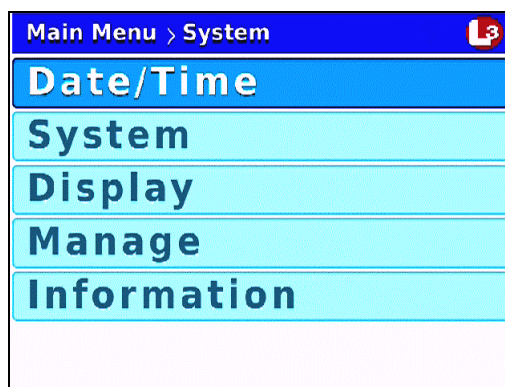 Main Menu > System
L3
Date/Time
System
Display
Manage
Information